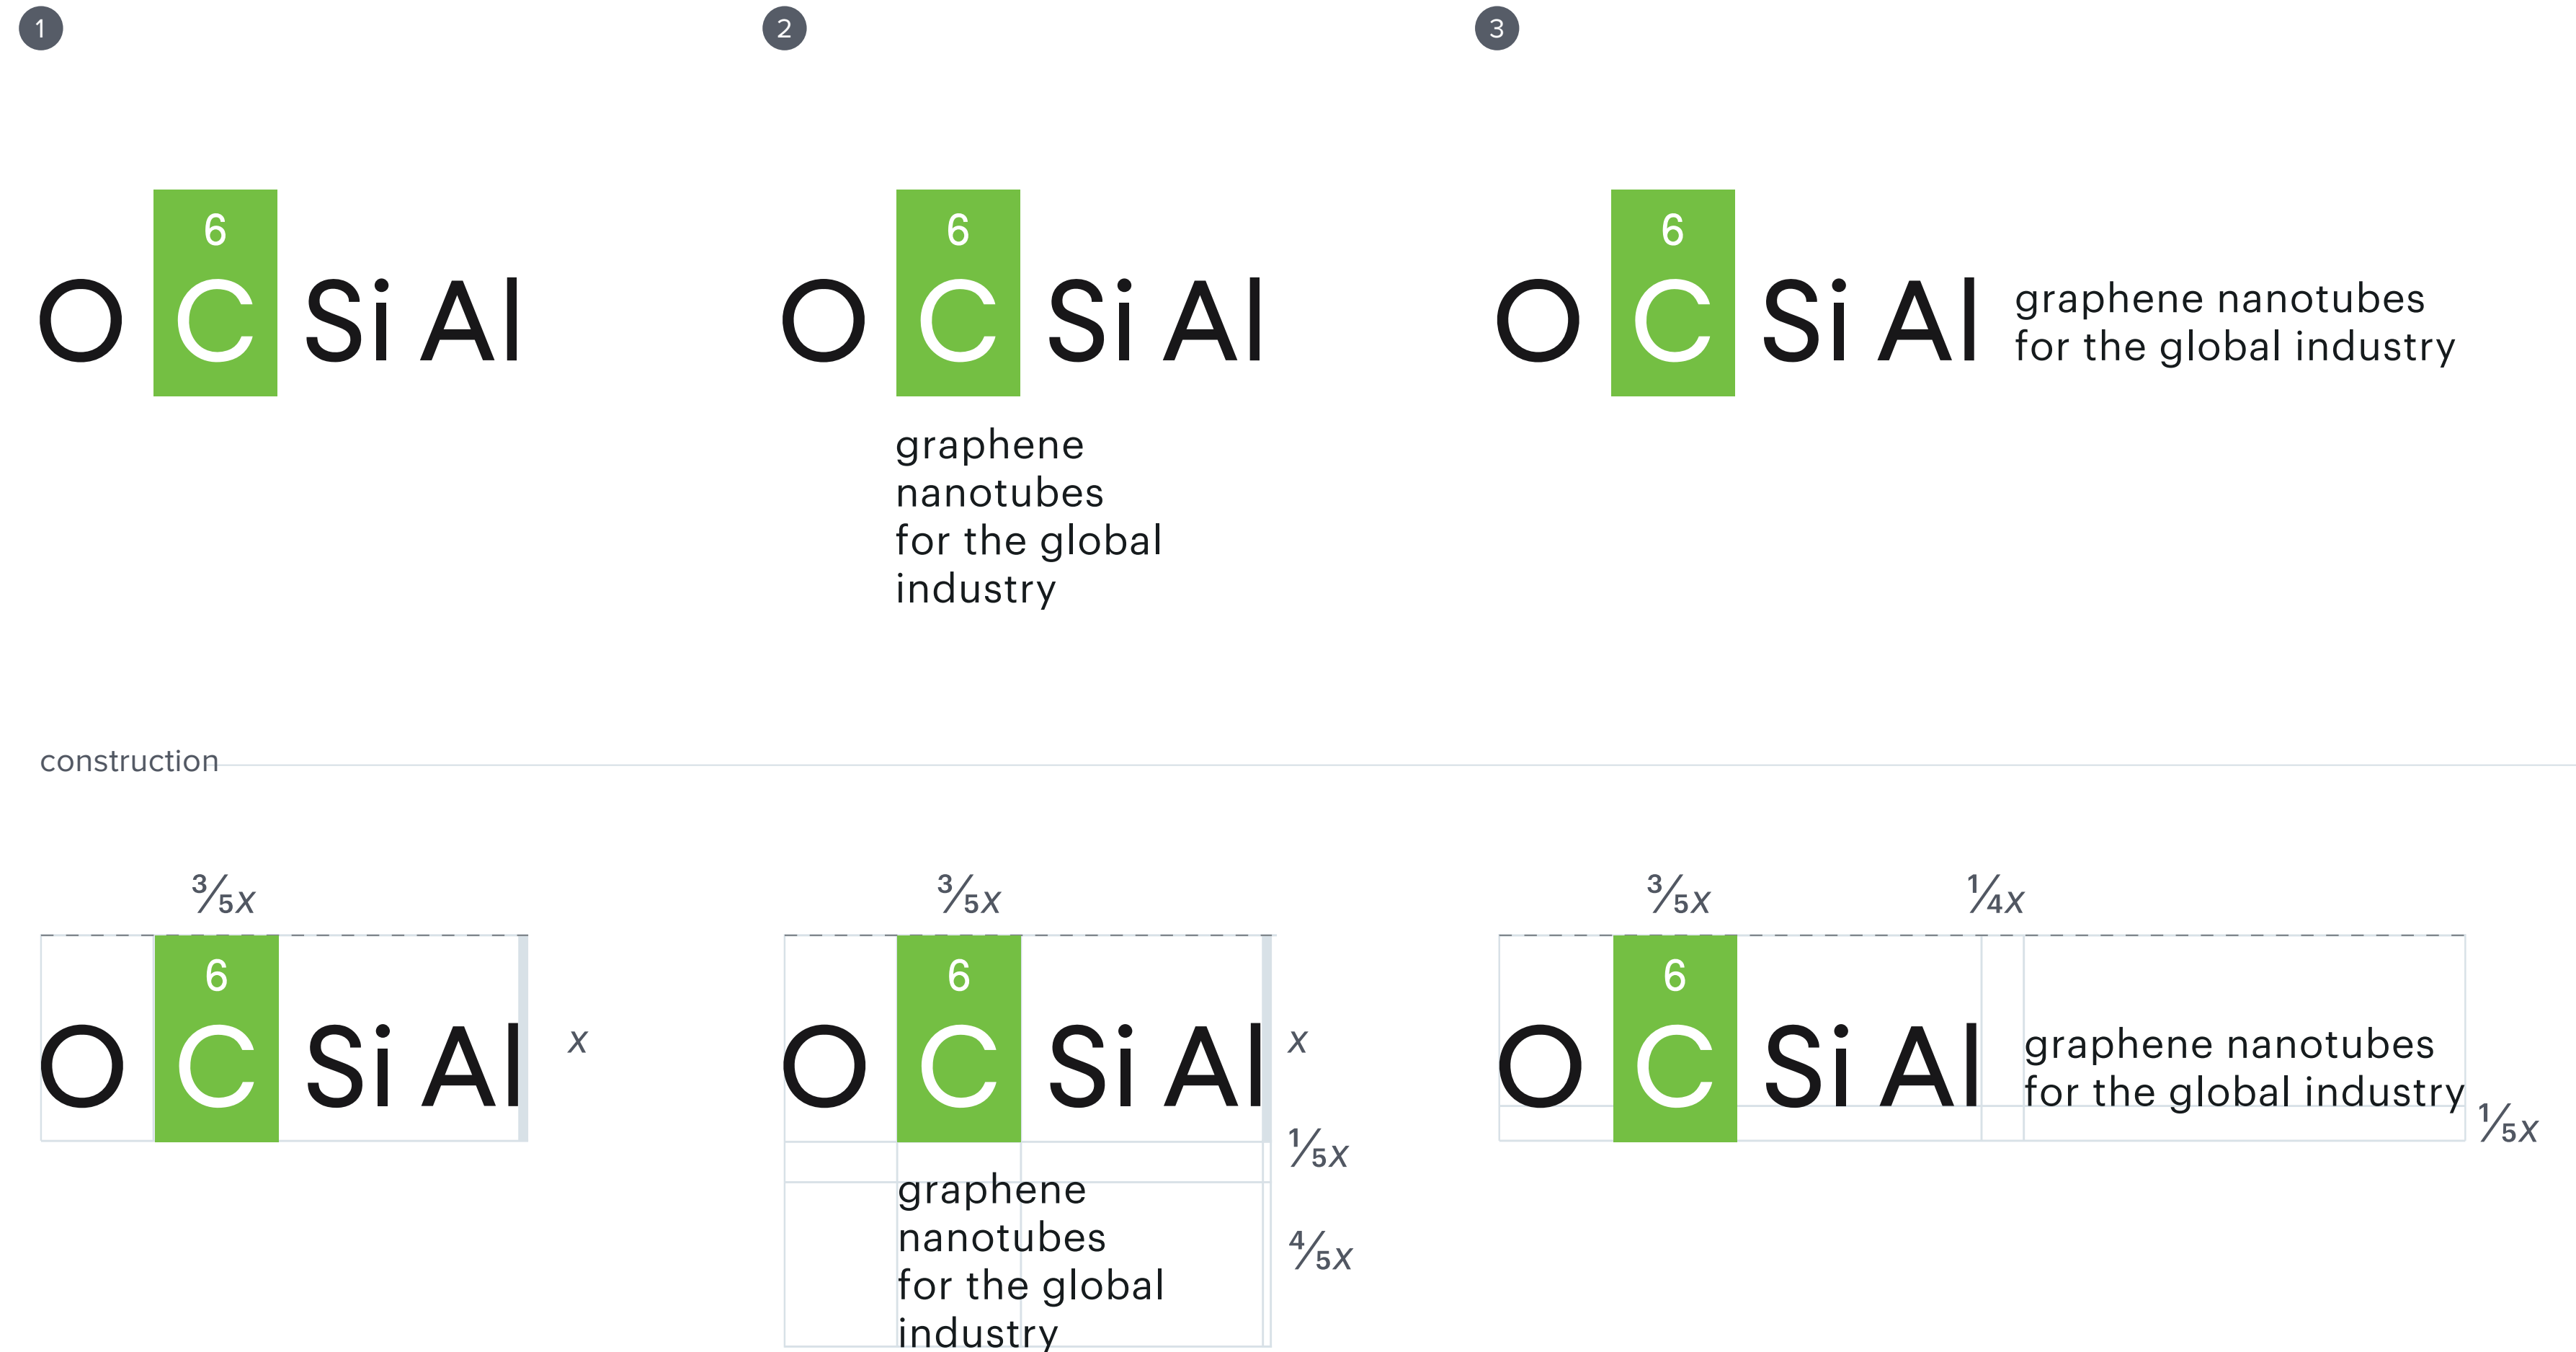 1
2
3
6
O C Si Al
6
O C Si Al
graphene
nanotubes
for the global
industry
6
O C Si Al
graphene nanotubes
for the global industry
construction
3/5x
6
O C Si Al
x
3/5x
6
O C Si Al
x
1/5x
graphene
nanotubes
for the global
industry
4/5x
3/5x
1/4x
6
O C Si Al
graphene nanotubes
for the global industry
1/5x